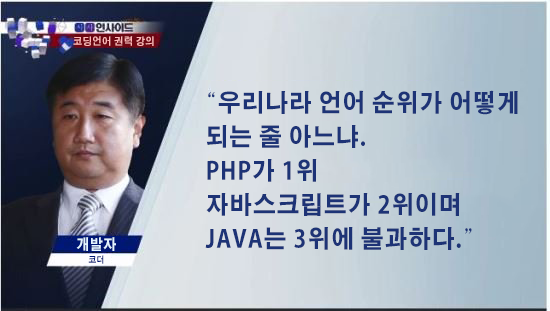 인사이드
코딩언어 권력 강의
“우리나라 언어 순위가 어떻게
되는 줄 아느냐.
PHP가 1위
자바스크립트가 2위이며
JAVA는 3위에 불과하다.”
개발자
코더